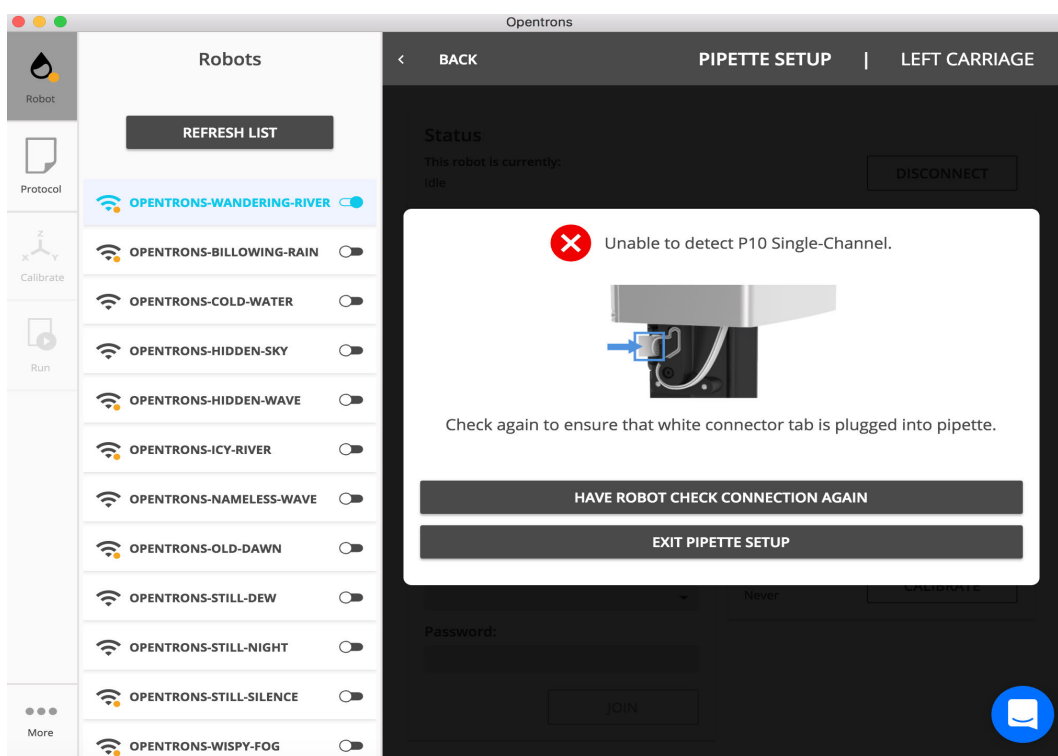 Opentrons
Robot
Protocol
Z
X Y
Calibrate
Run
More
Robots
REFRESH LIST
OPENTRONS-WANDERING-RIVER
OPENTRONS-BILLOWING-RAIN
OPENTRONS-COLD-WATER
OPENTRONS-HIDDEN-SKY
OPENTRONS-HIDDEN-WAVE
OPENTRONS-ICY-RIVER
OPENTRONS-NAMELESS-WAVE
OPENTRONS-OLD-DAWN
OPENTRONS-STILL-DEW
OPENTRONS-STILL-NIGHT
OPENTRONS-STILL-SILENCE
OPENTRONS-WISPY-FOG
< BACK PIPETTE SETUP | LEFT CARRIAGE
Status
This robot is currently:
Idle
DISCONNECT
Unable to detect P10 Single-Channel.
Check again to ensure that white connector tab is plugged into pipette.
HAVE ROBOT CHECK CONNECTION AGAIN
EXIT PIPETTE SETUP
Never
CALIBRATE
Password:
JOIN